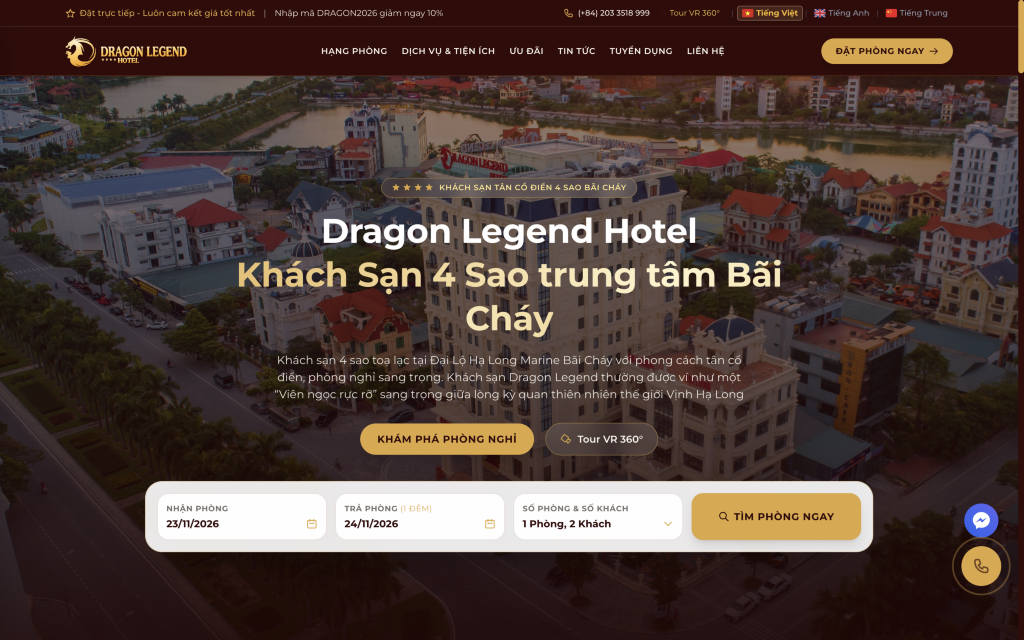 Đặt trực tiếp - Luôn cam kết giá tốt nhất | Nhập mã DRAGON2026 giảm ngay 10%
(+84) 203 3518 999
Tour VR 360°
Tiếng Việt
Tiếng Anh
Tiếng Trung
DRAGON LEGEND
HOTEL
HẠNG PHÒNG
DỊCH VỤ & TIỆN ÍCH
ƯU ĐÃI
TIN TỨC
TUYỂN DỤNG
LIÊN HỆ
ĐẶT PHÒNG NGAY
DRAGON LEGEND
KHÁCH SẠN TÂN CỔ ĐIỂN 4 SAO BÃI CHÁY
Dragon Legend Hotel
Khách Sạn 4 Sao trung tâm Bãi
Cháy
Khách sạn 4 sao toạ lạc tại Đại Lộ Hạ Long Marine Bãi Cháy với phong cách tân cổ
điển, phòng nghỉ sang trọng. Khách sạn Dragon Legend thường được ví như một
“Viên ngọc rực rỡ” sang trọng giữa lòng kỳ quan thiên nhiên thế giới Vịnh Hạ Long
KHÁM PHÁ PHÒNG NGHỈ
Tour VR 360°
NHẬN PHÒNG
23/11/2026
TRẢ PHÒNG (1 ĐÊM)
24/11/2026
SỐ PHÒNG & SỐ KHÁCH
1 Phòng, 2 Khách
TÌM PHÒNG NGAY